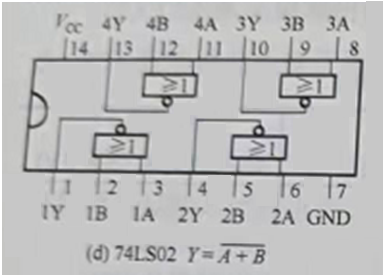 Vcc 4Y 4B 4A 3Y 3B 3A
14 13 12 11 10 9 8
≥1 ≥1
≥1 ≥1
1 2 3 4 5 6 7
1Y 1B 1A 2Y 2B 2A GND
(d) 74LS02 Y=\overline{A+B}